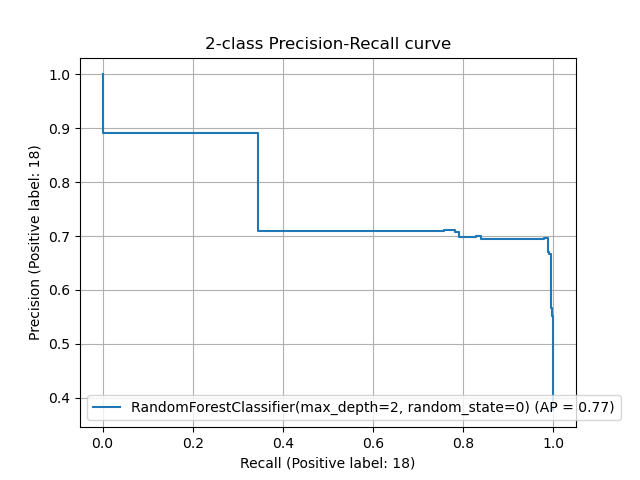 2-class Precision-Recall curve
1.0
0.9
0.8
0.7
0.6
0.5
0.4
Precision (Positive label: 18)
RandomForestClassifier(max_depth=2, random_state=0) (AP = 0.77)
0.0 0.2 0.4 0.6 0.8 1.0
Recall (Positive label: 18)